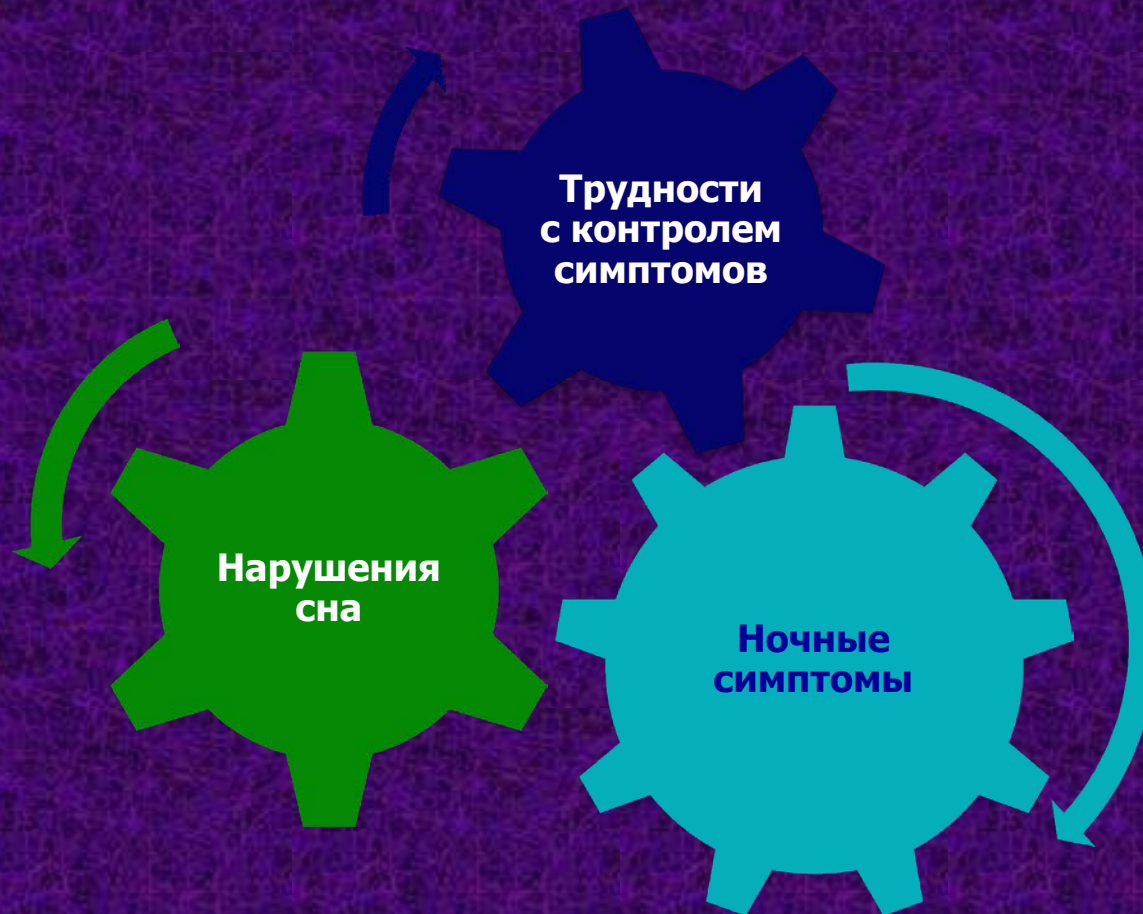 Трудности
с контролем
симптомов
Нарушения
сна
Ночные
симптомы